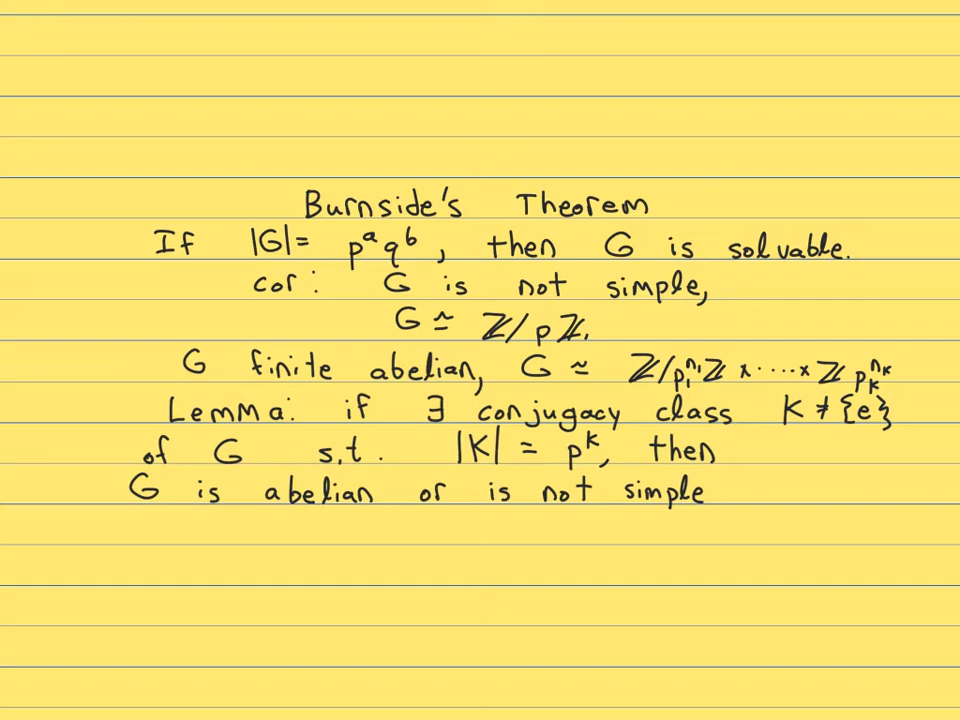 Burnside's Theorem
If |G| = p^a q^b, then G is solvable.
cor: G is not simple,
G ≃ ℤ/pℤ.
G finite abelian, G ≃ ℤ/p₁^n₁ ℤ ×····× ℤ p_k^n_k
Lemma: if ∃ conjugacy class K ≠ {e}
of G s.t. |K| = p^k, then
G is abelian or is not simple